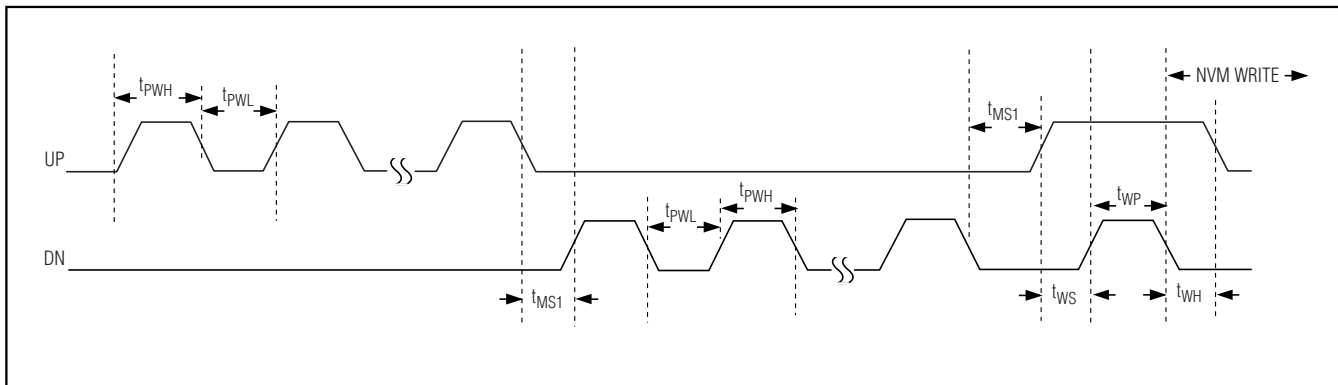 NVM WRITE
tPWH
tPWL
tMS1
UP
tPWL
tPWH
tWP
DN
tMS1
tWS
tWH